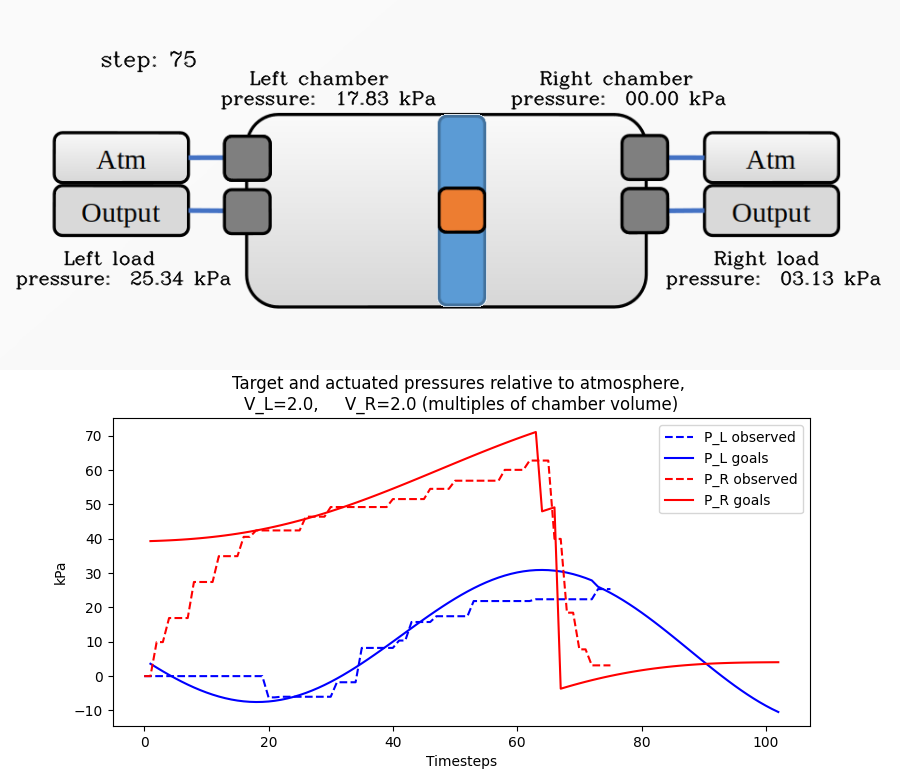 step: 75
Left chamber
pressure: 17.83 kPa
Right chamber
pressure: 00.00 kPa
Atm
Output
Atm
Output
Left load
pressure: 25.34 kPa
Right load
pressure: 03.13 kPa
Target and actuated pressures relative to atmosphere,
V_L=2.0, V_R=2.0 (multiples of chamber volume)
70
60
50
40
30
20
10
0
−10
kPa
P_L observed
P_L goals
P_R observed
P_R goals
0 20 40 60 80 100
Timesteps